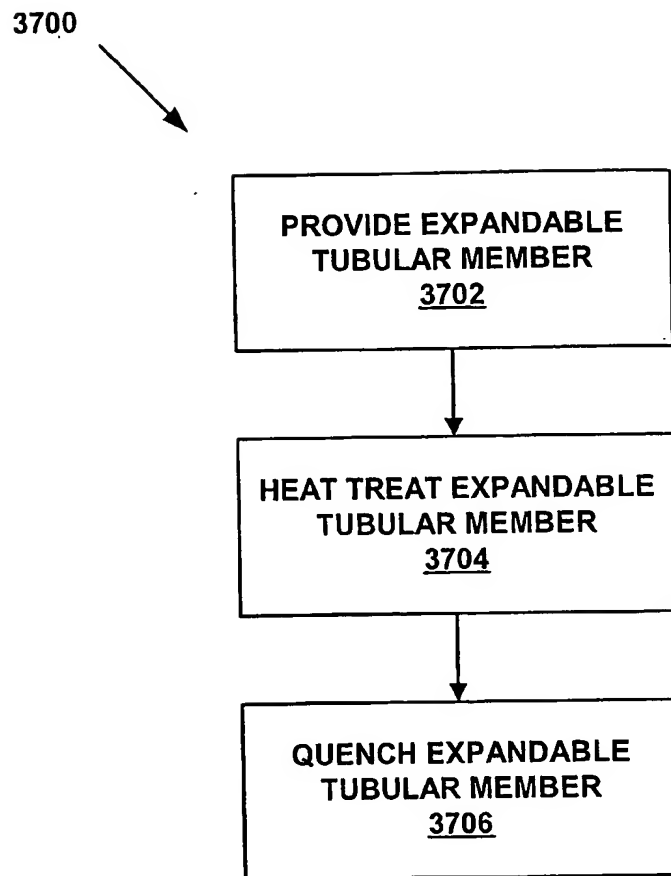 3700
PROVIDE EXPANDABLE
TUBULAR MEMBER
3702
HEAT TREAT EXPANDABLE
TUBULAR MEMBER
3704
QUENCH EXPANDABLE
TUBULAR MEMBER
3706